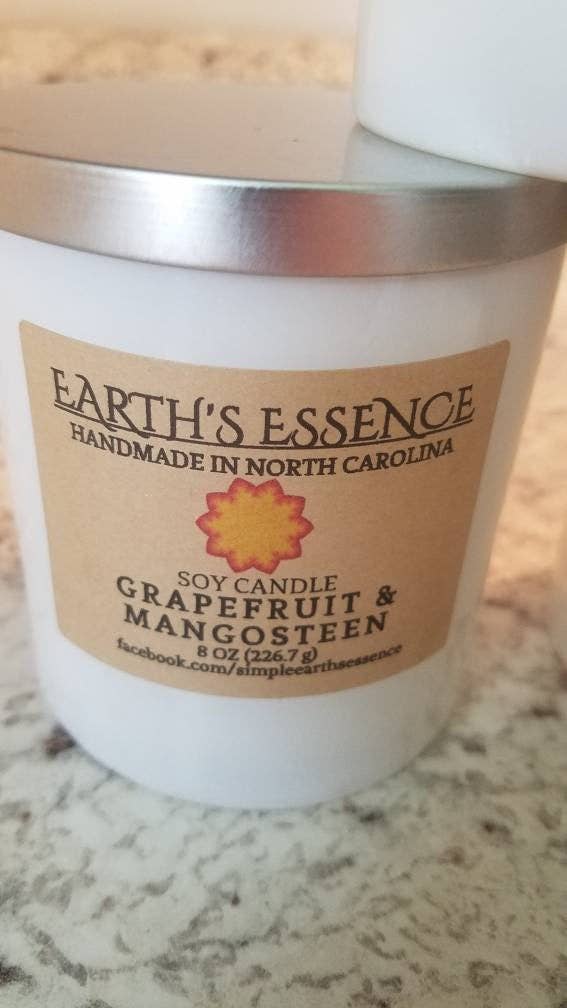 EARTH'S ESSENCE
HANDMADE IN NORTH CAROLINA
SOY CANDLE
GRAPEFRUIT &
MANGOSTEEN
8 OZ (226.7 g)
facebook.com/simpleearthsessence